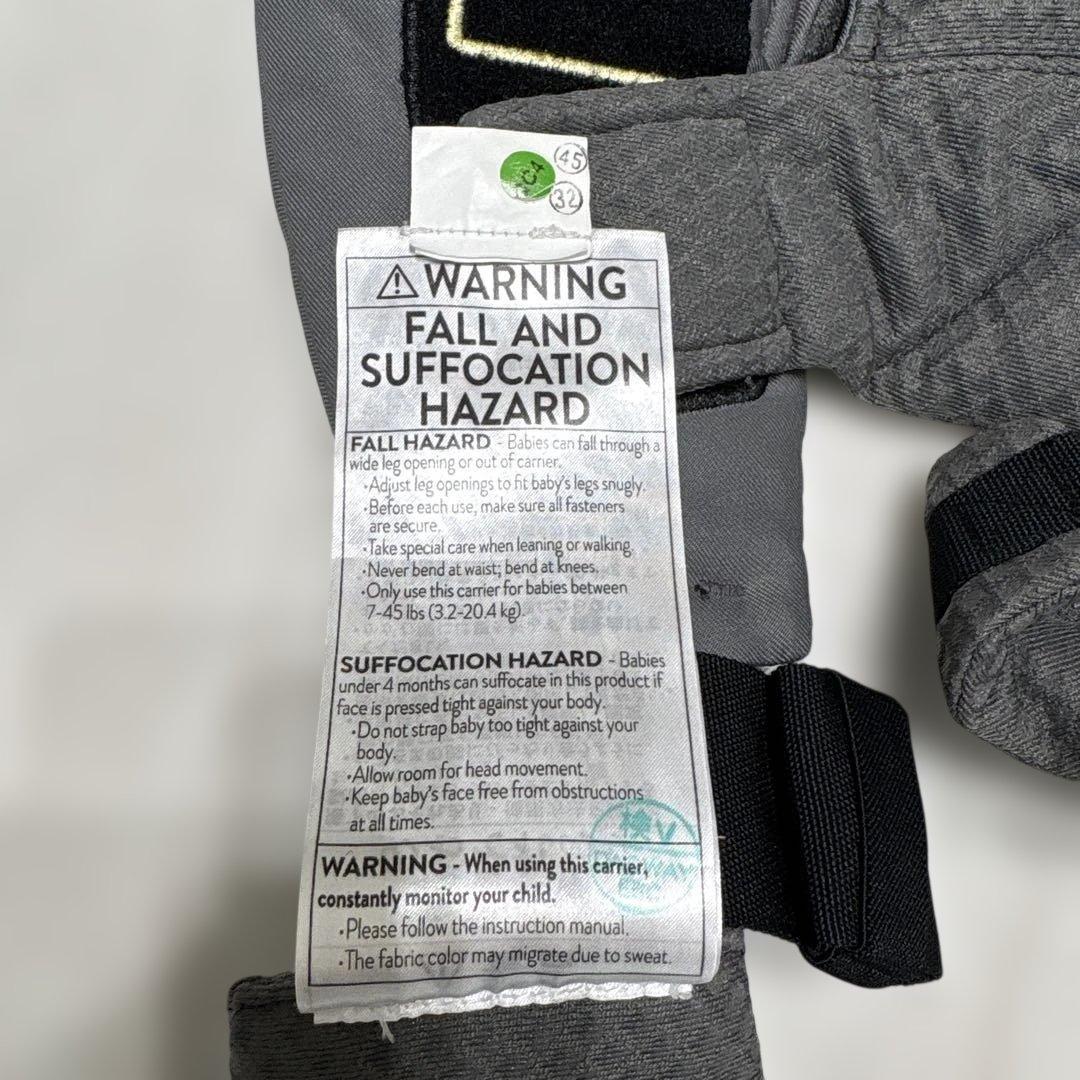 C4
45
32
WARNING
FALL AND
SUFFOCATION
HAZARD
FALL HAZARD - Babies can fall through a
wide leg opening or out of carrier.
•Adjust leg openings to fit baby's legs snugly.
•Before each use, make sure all fasteners
are secure.
•Take special care when leaning or walking.
•Never bend at waist; bend at knees.
•Only use this carrier for babies between
7-45 lbs (3.2-20.4 kg).
SUFFOCATION HAZARD - Babies
under 4 months can suffocate in this product if
face is pressed tight against your body.
•Do not strap baby too tight against your
body.
•Allow room for head movement.
•Keep baby's face free from obstructions
at all times.
WARNING - When using this carrier,
constantly monitor your child.
•Please follow the instruction manual.
•The fabric color may migrate due to sweat.